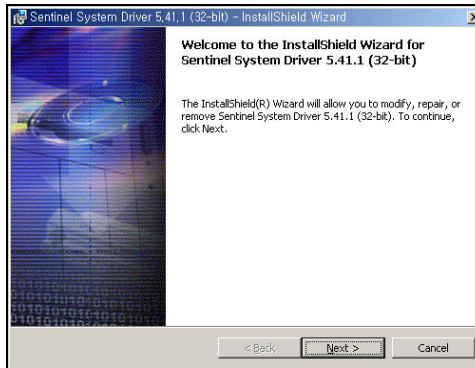 Sentinel System Driver 5.41.1 (32-bit) - InstallShield Wizard
Welcome to the InstallShield Wizard for
Sentinel System Driver 5.41.1 (32-bit)
The InstallShield(R) Wizard will allow you to modify, repair, or
remove Sentinel System Driver 5.41.1 (32-bit). To continue,
click Next.
< Back
Next >
Cancel